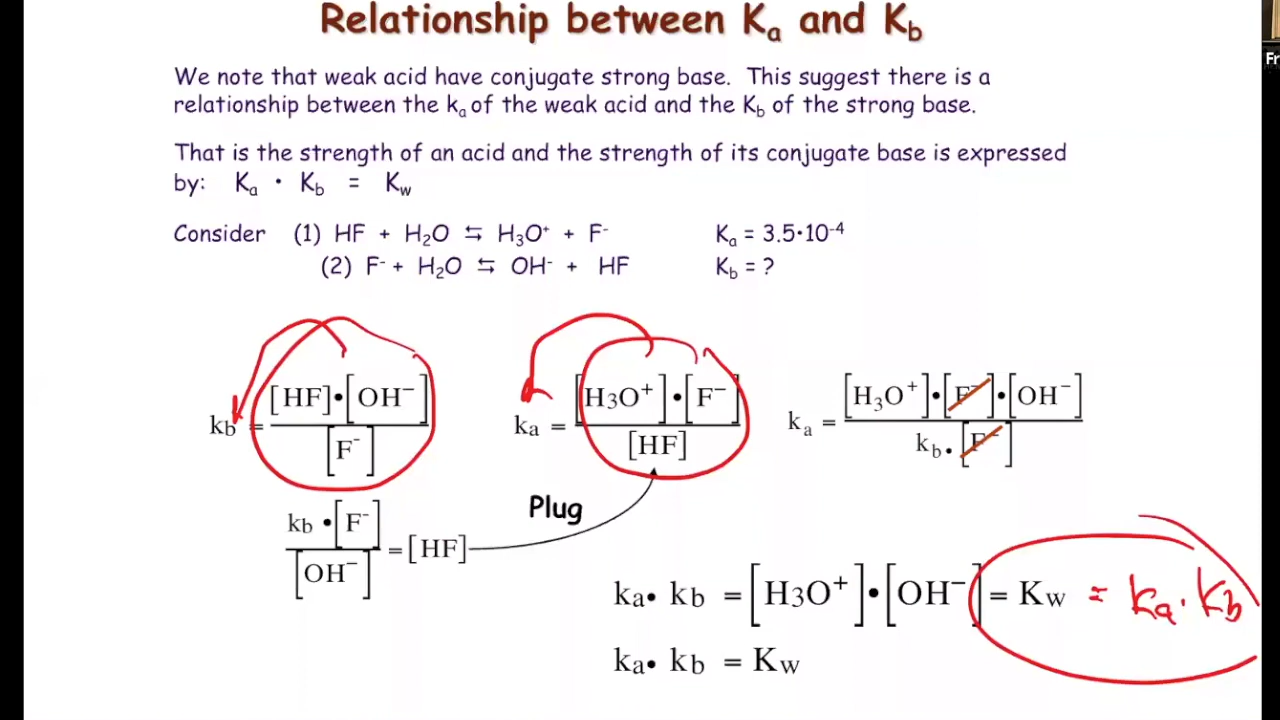 Relationship between Ka and Kb
Fr
We note that weak acid have conjugate strong base. This suggest there is a
relationship between the ka of the weak acid and the Kb of the strong base.
That is the strength of an acid and the strength of its conjugate base is expressed
by: Ka · Kb = Kw
Consider (1) HF + H₂O ⇆ H₃O⁺ + F⁻ Ka = 3.5·10⁻⁴
(2) F⁻ + H₂O ⇆ OH⁻ + HF Kb = ?
kb = [HF]•[OH⁻] / [F⁻]
ka = [H₃O⁺]•[F⁻] / [HF]
ka = [H₃O⁺]•[F⁻]•[OH⁻] / kb•[F⁻]
Plug
kb•[F⁻] / [OH⁻] = [HF]
ka• kb = [H₃O⁺]•[OH⁻] = Kw = Ka · Kb
ka• kb = Kw